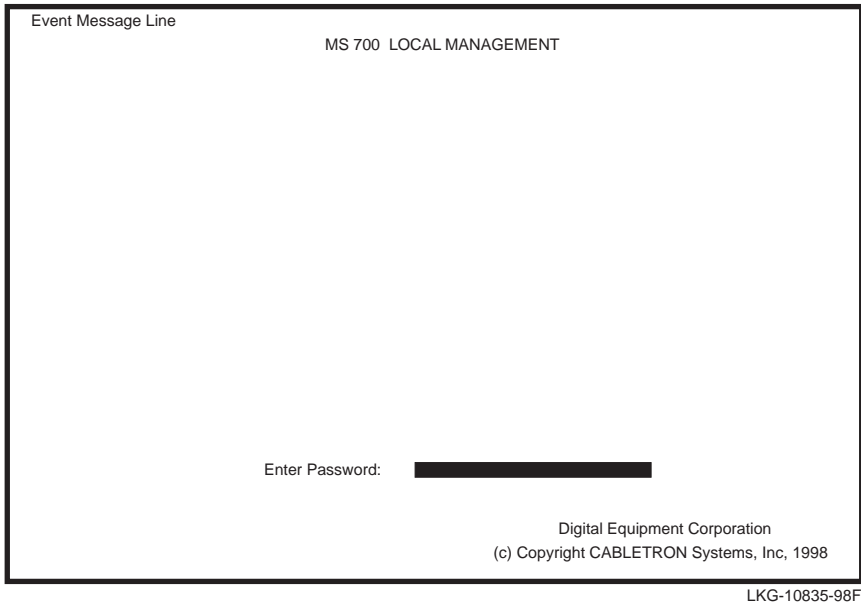 Event Message Line
MS 700 LOCAL MANAGEMENT
Enter Password:
Digital Equipment Corporation
(c) Copyright CABLETRON Systems, Inc, 1998
LKG-10835-98F